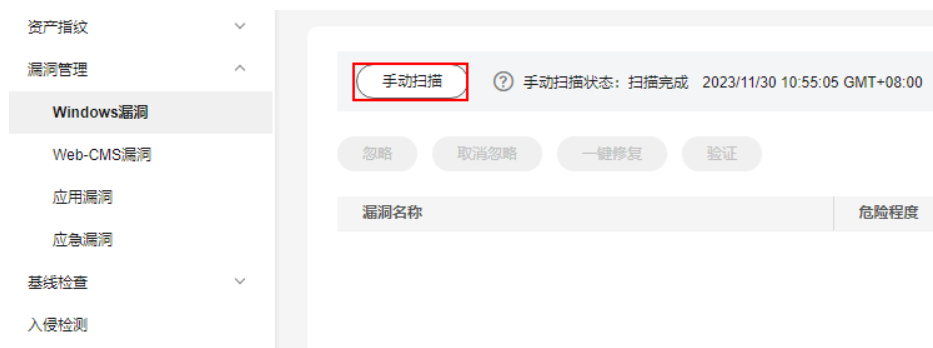 资产指纹
漏洞管理
Windows漏洞
Web-CMS漏洞
应用漏洞
应急漏洞
基线检查
入侵检测
手动扫描 ? 手动扫描状态：扫描完成 2023/11/30 10:55:05 GMT+08:00
忽略 取消忽略 一键修复 验证
漏洞名称 危险程度